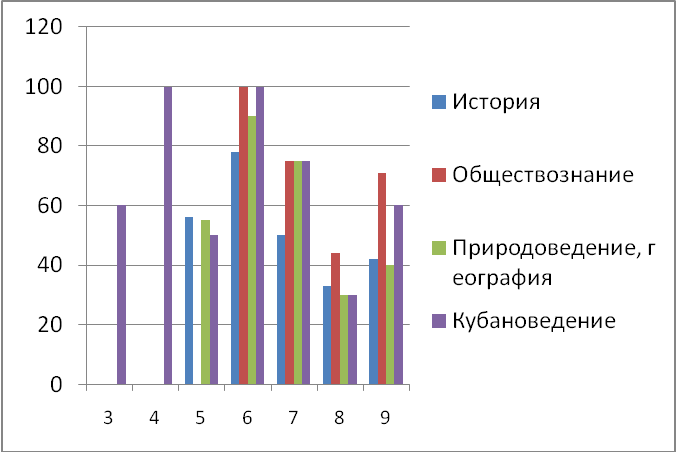 120
100
80
60
40
20
0
3 4 5 6 7 8 9
История
Обществознание
Природоведение, г
еография
Кубановедение